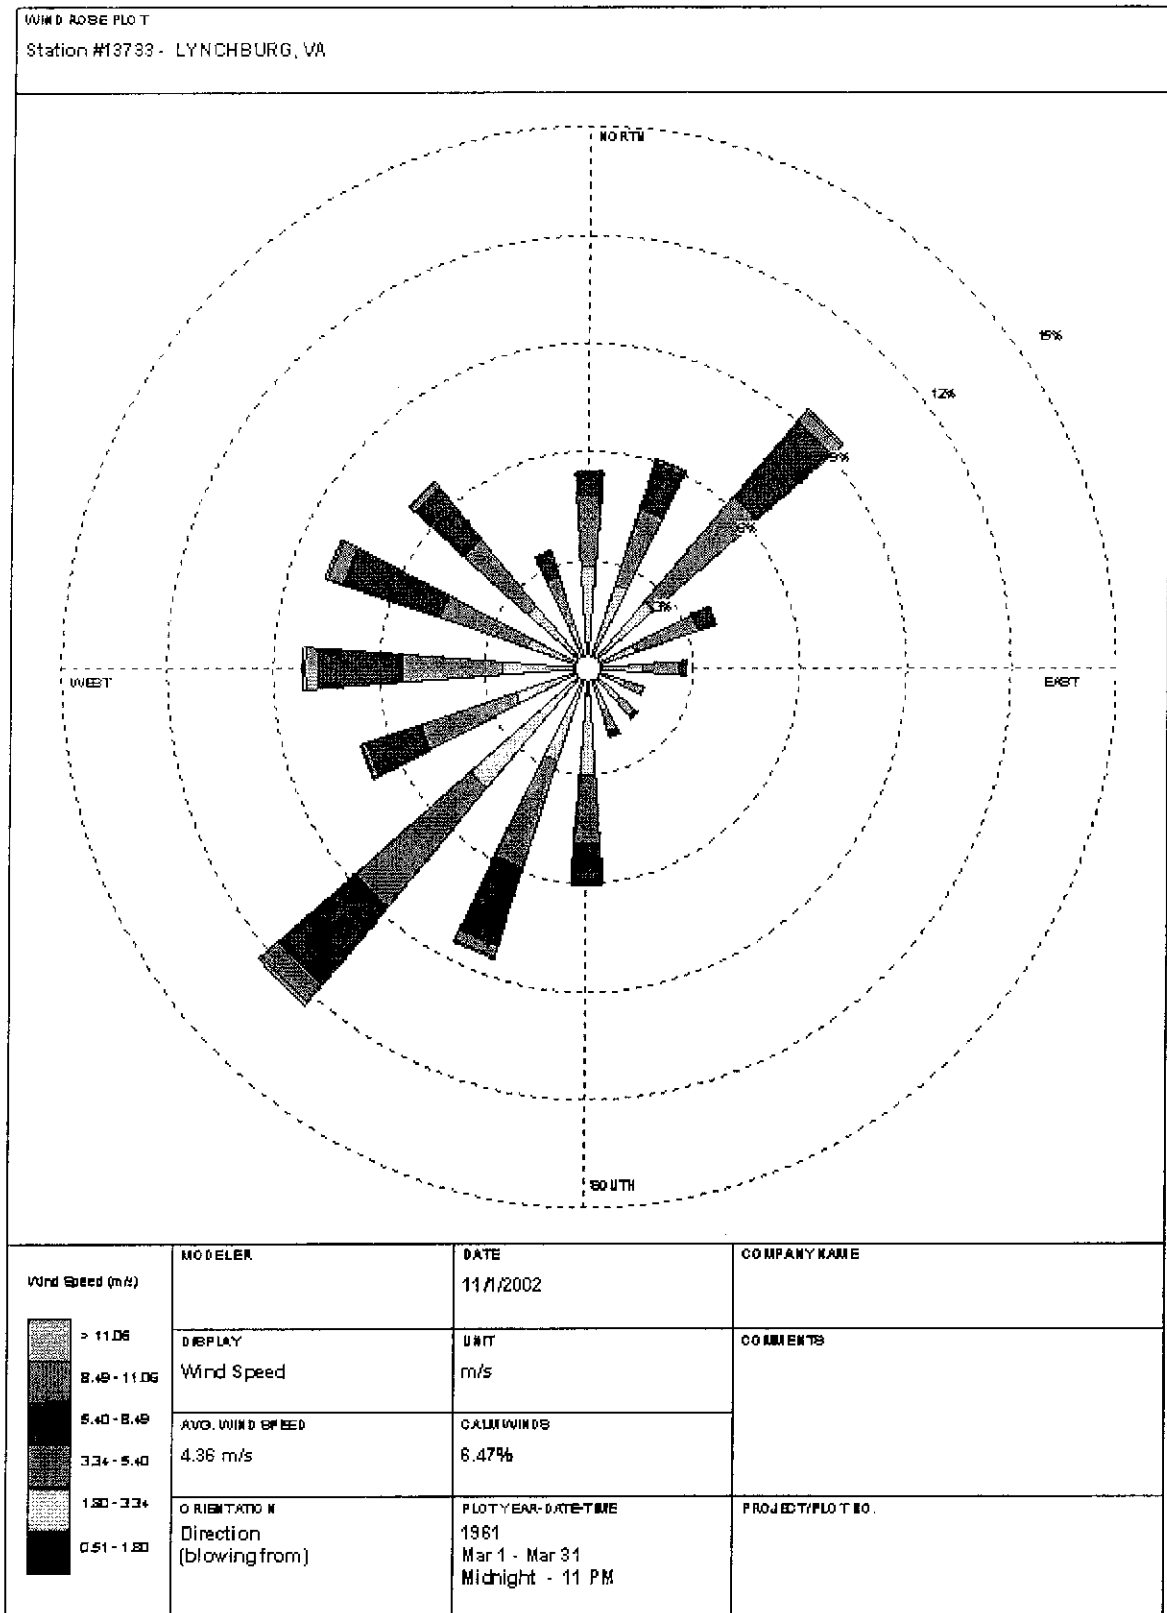 WIND ROSE PLOT
Station #13733 - LYNCHBURG, VA
NORTH
15%
12%
9%
6%
3%
WEST
EAST
SOUTH
Wind Speed (m/s)
> 11.06
8.49 - 11.06
5.40 - 8.49
3.34 - 5.40
1.80 - 3.34
0.51 - 1.80
MODELER
DATE
11/1/2002
COMPANY NAME
DISPLAY
Wind Speed
UNIT
m/s
COMMENTS
AVG. WIND SPEED
4.36 m/s
CALM WINDS
6.47%
ORIENTATION
Direction
(blowing from)
PLOT YEAR-DATE-TIME
1961
Mar 1 - Mar 31
Midnight - 11 PM
PROJECT/PLOT NO.